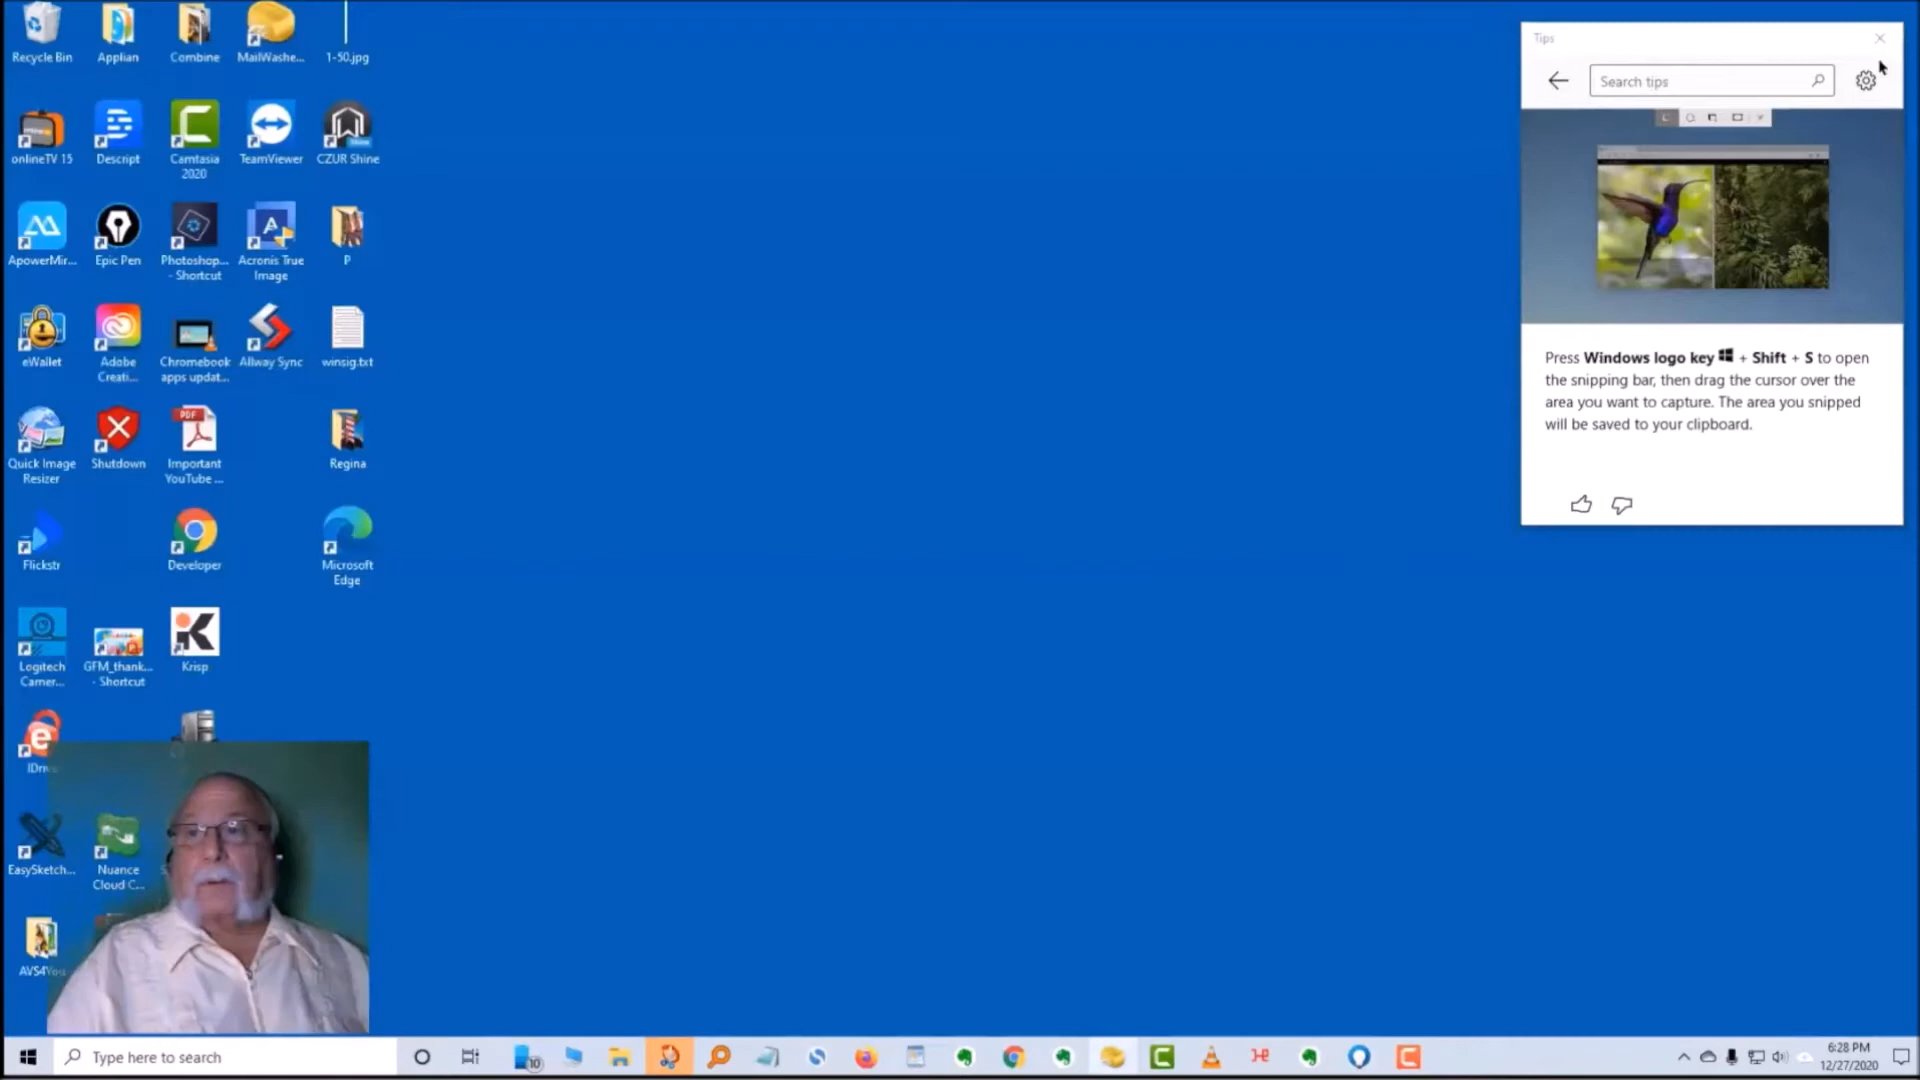 Recycle Bin
Applian
Combine
MailWashe...
1-50.jpg
onlineTV 15
Descript
Camtasia
2020
TeamViewer
CZUR Shine
ApowerMir...
Epic Pen
Photoshop...
- Shortcut
Acronis True
Image
P
eWallet
Adobe
Creati...
Chromebook
apps updat...
Allway Sync
winsig.txt
Quick Image
Resizer
Shutdown
PDF
Important
YouTube ...
Regina
Flickstr
Developer
Microsoft
Edge
Logitech
Camer...
GFM_thank...
- Shortcut
Krisp
EasySketch...
Nuance
Cloud C...
Tips
Search tips
Press Windows logo key + Shift + S to open
the snipping bar, then drag the cursor over the
area you want to capture. The area you snipped
will be saved to your clipboard.
Type here to search
10
6:28 PM
12/27/2020